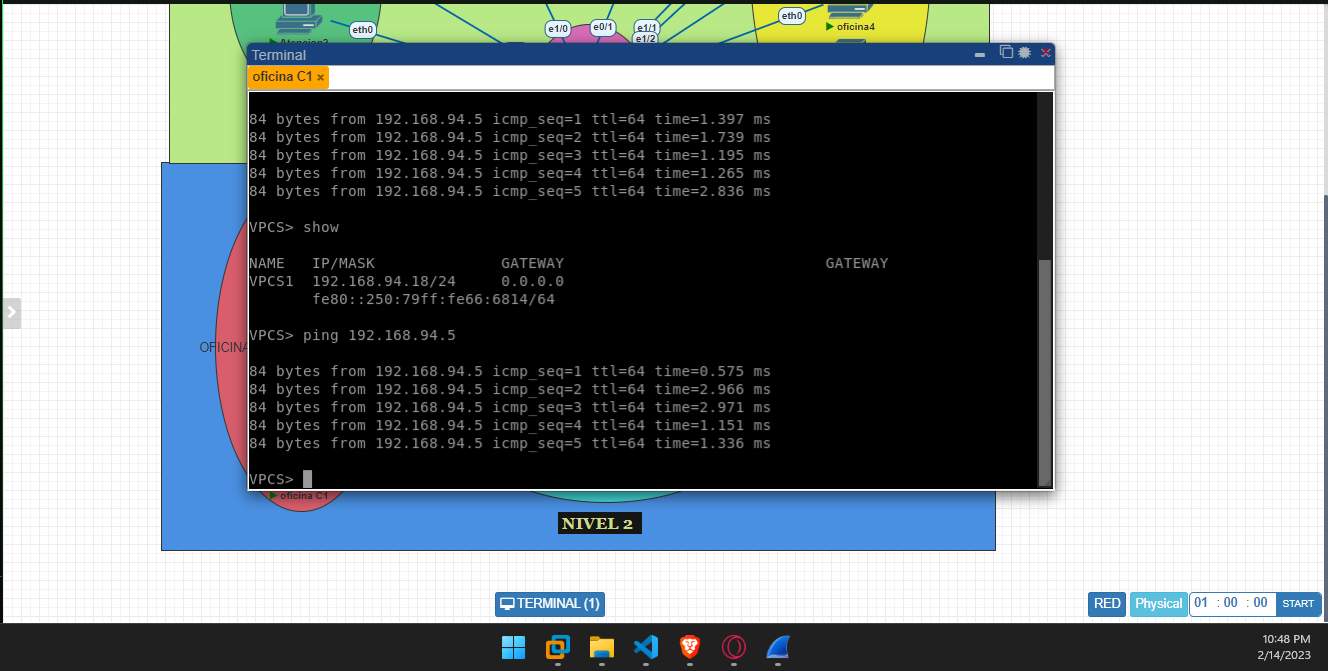 eth0
e1/0
e0/1
e1/1
e1/2
eth0
oficina4
Atencion2
Terminal
oficina C1 ×
84 bytes from 192.168.94.5 icmp_seq=1 ttl=64 time=1.397 ms
84 bytes from 192.168.94.5 icmp_seq=2 ttl=64 time=1.739 ms
84 bytes from 192.168.94.5 icmp_seq=3 ttl=64 time=1.195 ms
84 bytes from 192.168.94.5 icmp_seq=4 ttl=64 time=1.265 ms
84 bytes from 192.168.94.5 icmp_seq=5 ttl=64 time=2.836 ms
VPCS> show
NAME IP/MASK GATEWAY GATEWAY
VPCS1 192.168.94.18/24 0.0.0.0
fe80::250:79ff:fe66:6814/64
VPCS> ping 192.168.94.5
OFICINA
84 bytes from 192.168.94.5 icmp_seq=1 ttl=64 time=0.575 ms
84 bytes from 192.168.94.5 icmp_seq=2 ttl=64 time=2.966 ms
84 bytes from 192.168.94.5 icmp_seq=3 ttl=64 time=2.971 ms
84 bytes from 192.168.94.5 icmp_seq=4 ttl=64 time=1.151 ms
84 bytes from 192.168.94.5 icmp_seq=5 ttl=64 time=1.336 ms
VPCS>
oficina C1
NIVEL 2
TERMINAL (1)
RED Physical 01 : 00 : 00 START
10:48 PM
2/14/2023